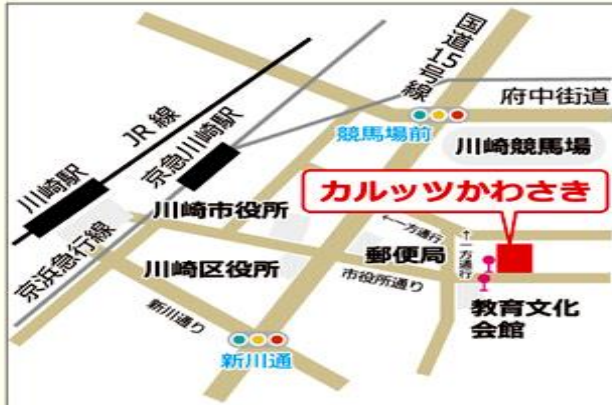 国道15号線
府中街道
JR線
京急川崎駅
競馬場前
川崎競馬場
川崎駅
カルッツかわさき
川崎市役所
←一方通行
↑一方通行
郵便局
京浜急行線
川崎区役所
市役所通り
教育文化
会館
新川通り
新川通